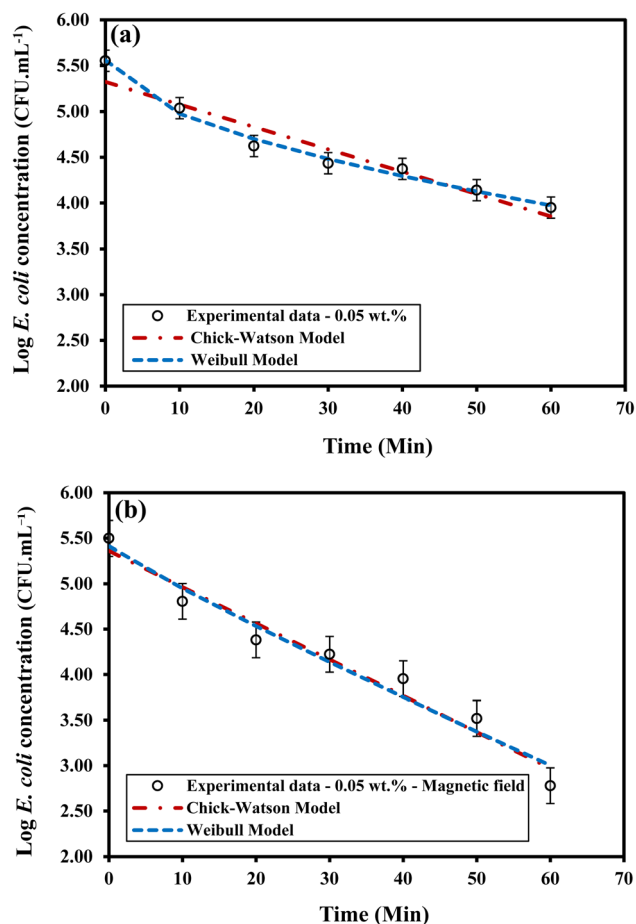 (a)
Log E. coli concentration (CFU.mL⁻¹)
6.00
5.50
5.00
4.50
4.00
3.50
3.00
2.50
2.00
Experimental data - 0.05 wt.%
Chick-Watson Model
Weibull Model
0 10 20 30 40 50 60 70
Time (Min)
(b)
Log E. coli concentration (CFU.mL⁻¹)
6.00
5.50
5.00
4.50
4.00
3.50
3.00
2.50
2.00
Experimental data - 0.05 wt.% - Magnetic field
Chick-Watson Model
Weibull Model
0 10 20 30 40 50 60 70
Time (Min)